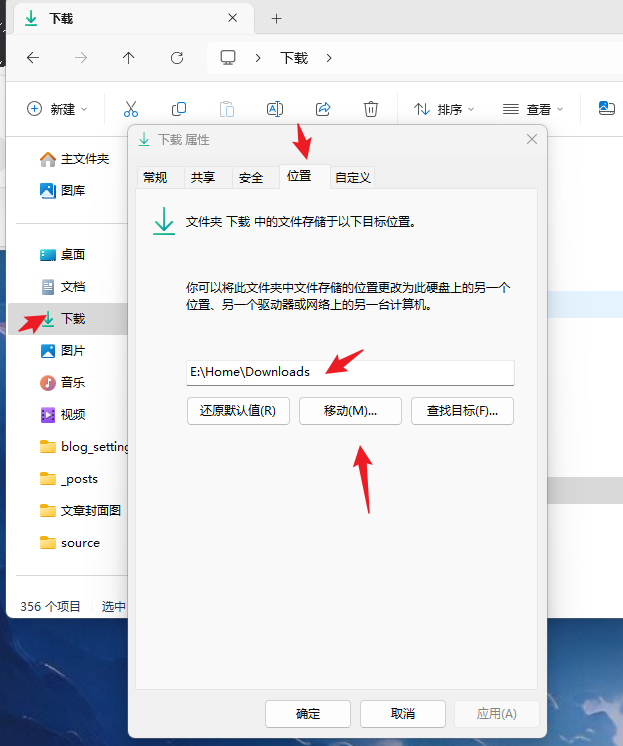 下载
下载
新建
排序
查看
下载 属性
主文件夹
图库
桌面
文档
下载
图片
音乐
视频
blog_setting
_posts
文章封面图
source
356 个项目
选中
常规
共享
安全
位置
自定义
文件夹 下载 中的文件存储于以下目标位置。
你可以将此文件夹中文件存储的位置更改为此硬盘上的另一个
位置、另一个驱动器或网络上的另一台计算机。
E:\Home\Downloads
还原默认值(R)
移动(M)...
查找目标(F)...
确定
取消
应用(A)